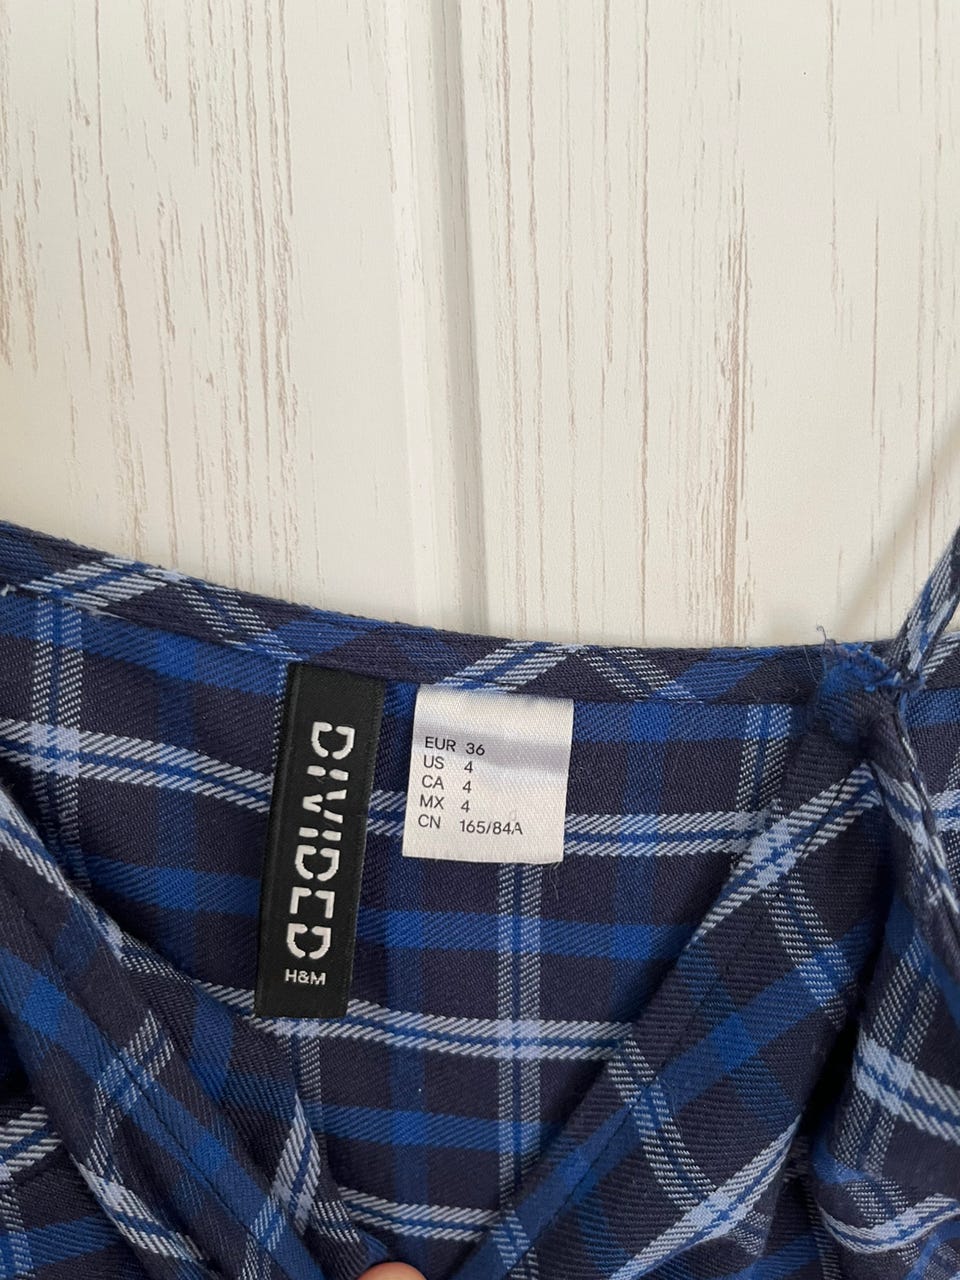 DIVIDED
H&M
EUR 36
US 4
CA 4
MX 4
CN 165/84A